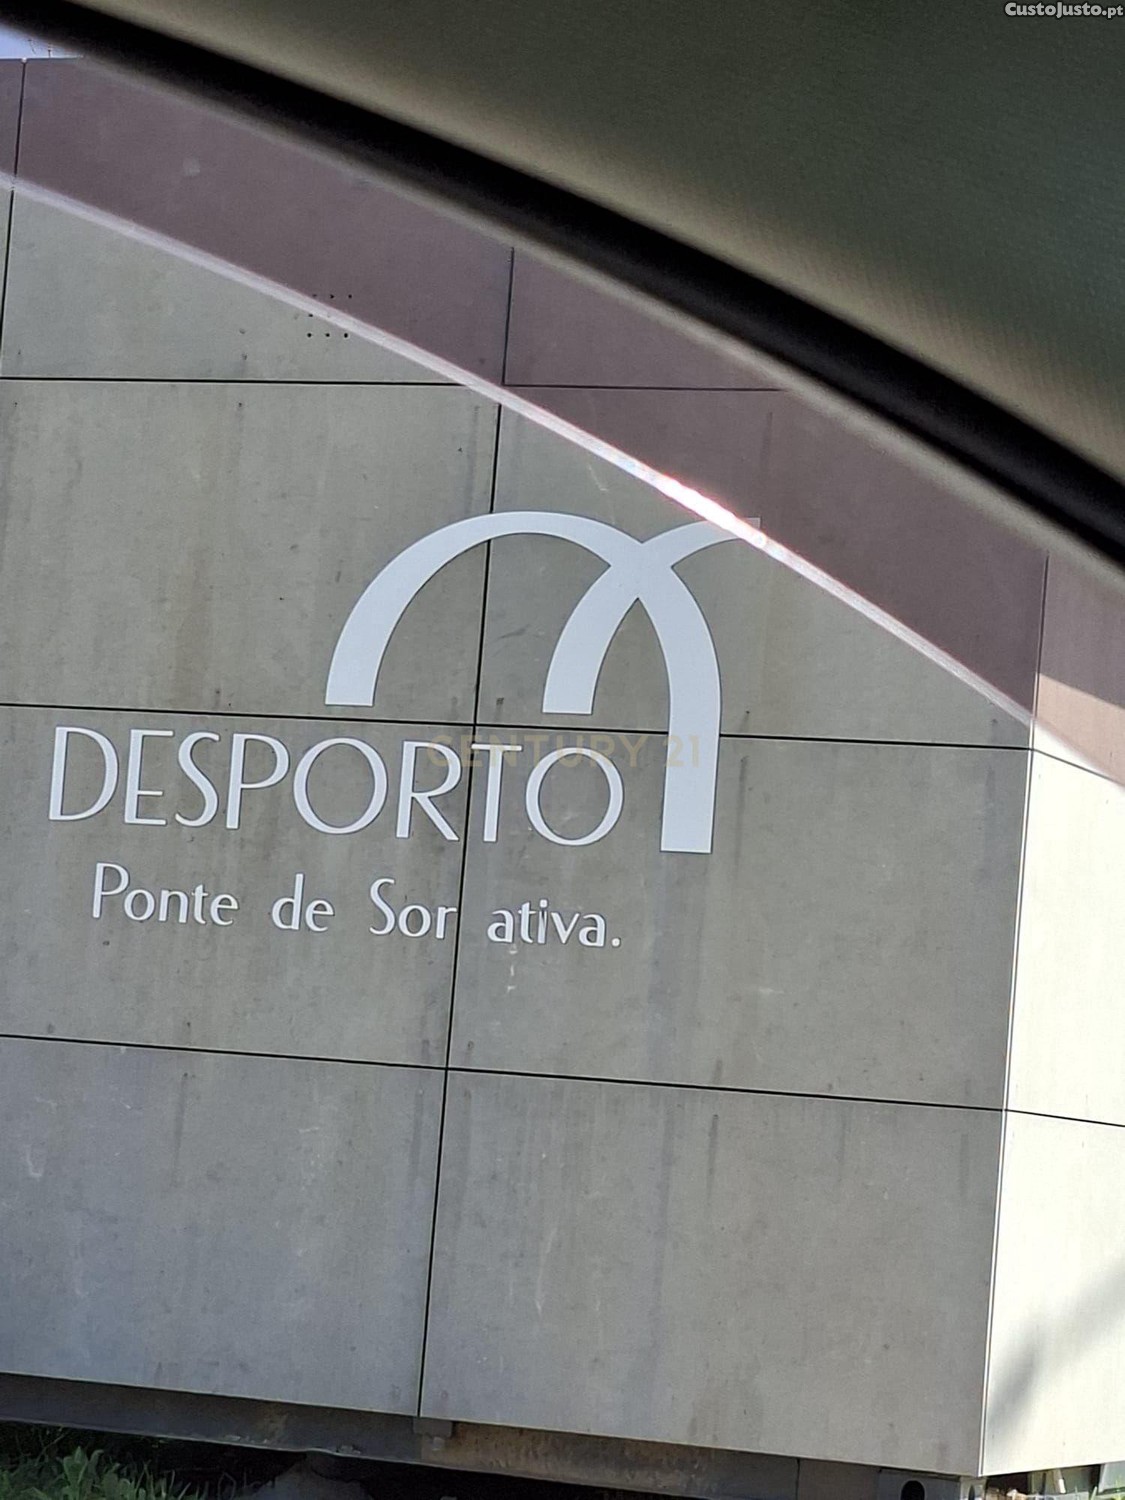 CustoJusto.pt
DESPORTO
CENTURY 21
Ponte de Sor ativa.